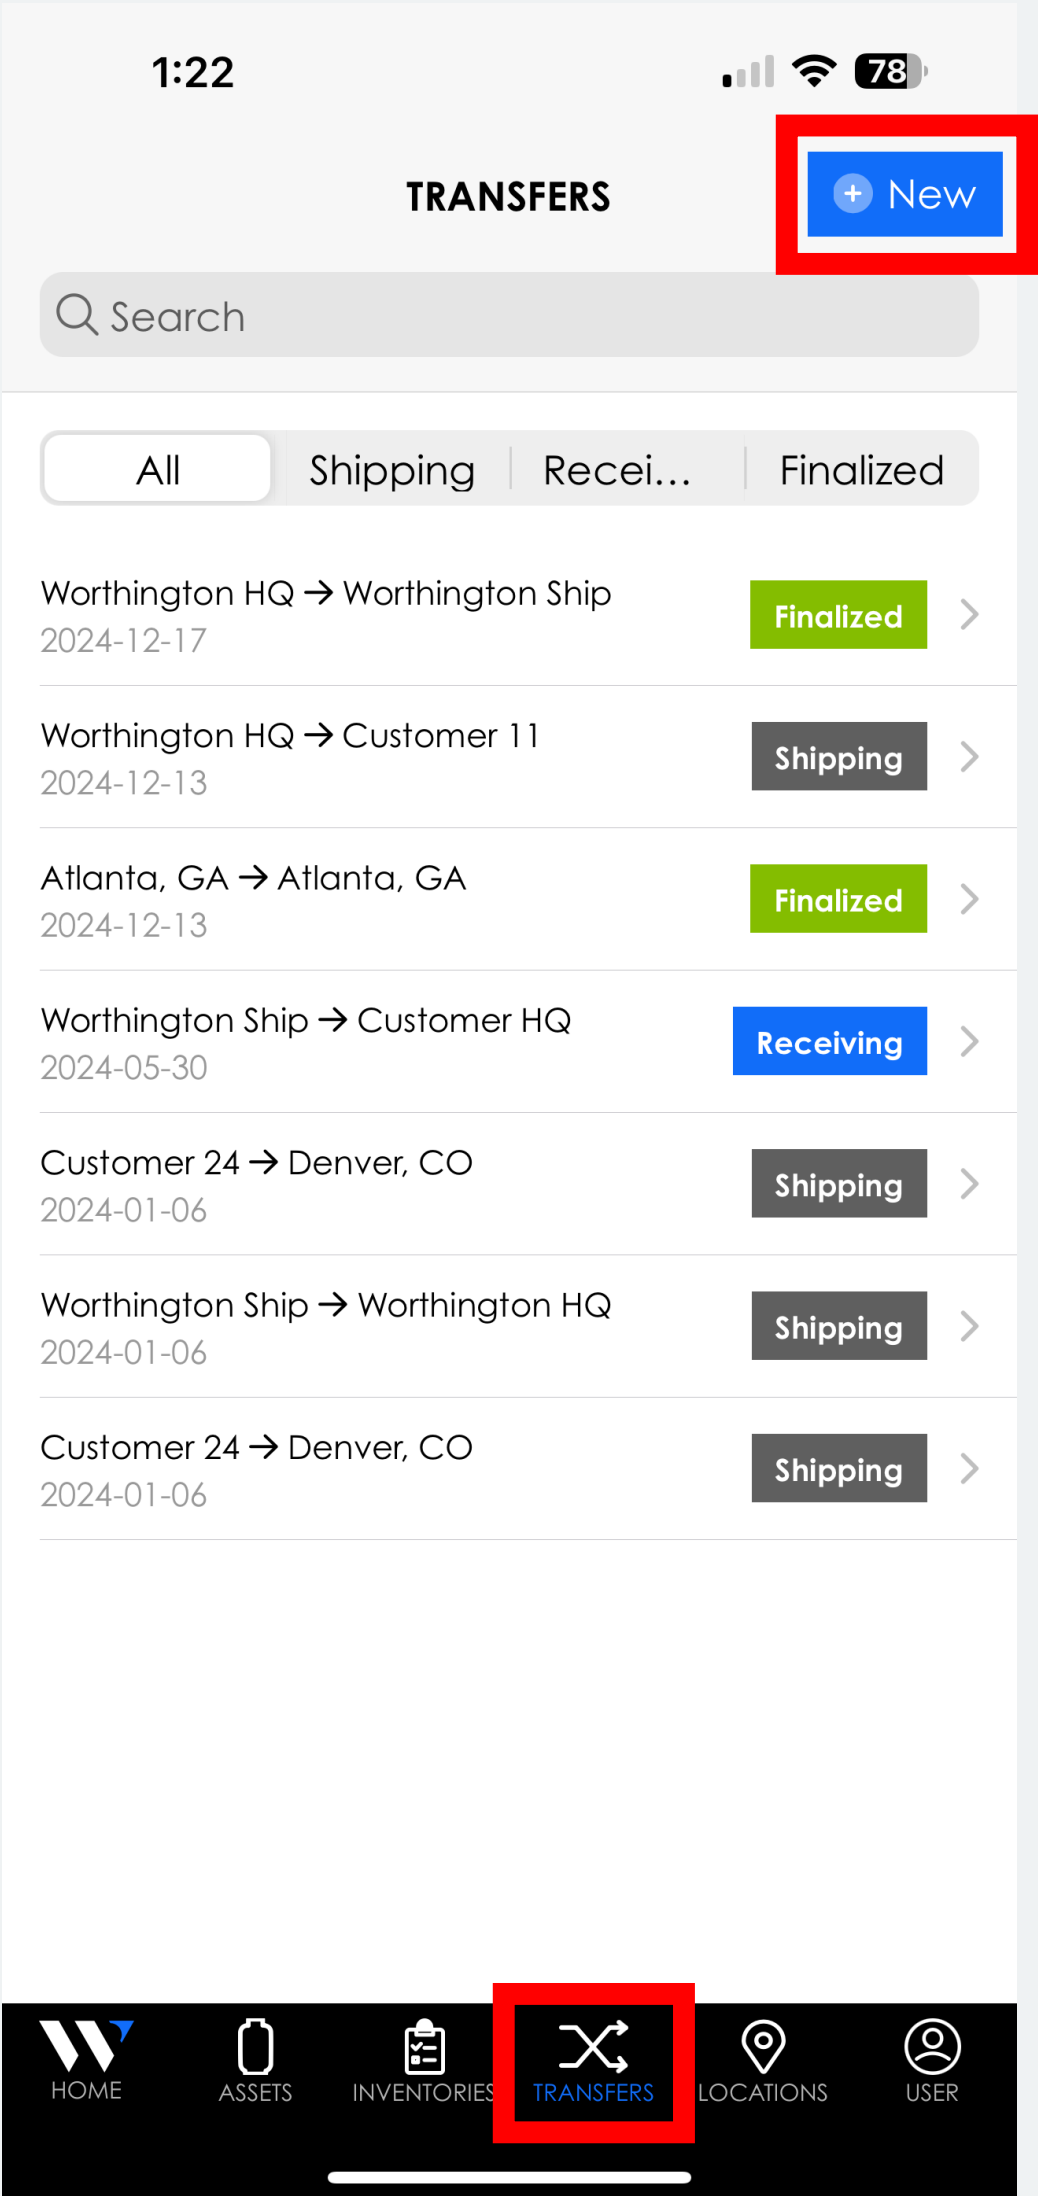 1:22
78
TRANSFERS
+ New
Search
All Shipping Recei... Finalized
Worthington HQ → Worthington Ship
2024-12-17
Finalized
Worthington HQ → Customer 11
2024-12-13
Shipping
Atlanta, GA → Atlanta, GA
2024-12-13
Finalized
Worthington Ship → Customer HQ
2024-05-30
Receiving
Customer 24 → Denver, CO
2024-01-06
Shipping
Worthington Ship → Worthington HQ
2024-01-06
Shipping
Customer 24 → Denver, CO
2024-01-06
Shipping
HOME ASSETS INVENTORIES TRANSFERS LOCATIONS USER